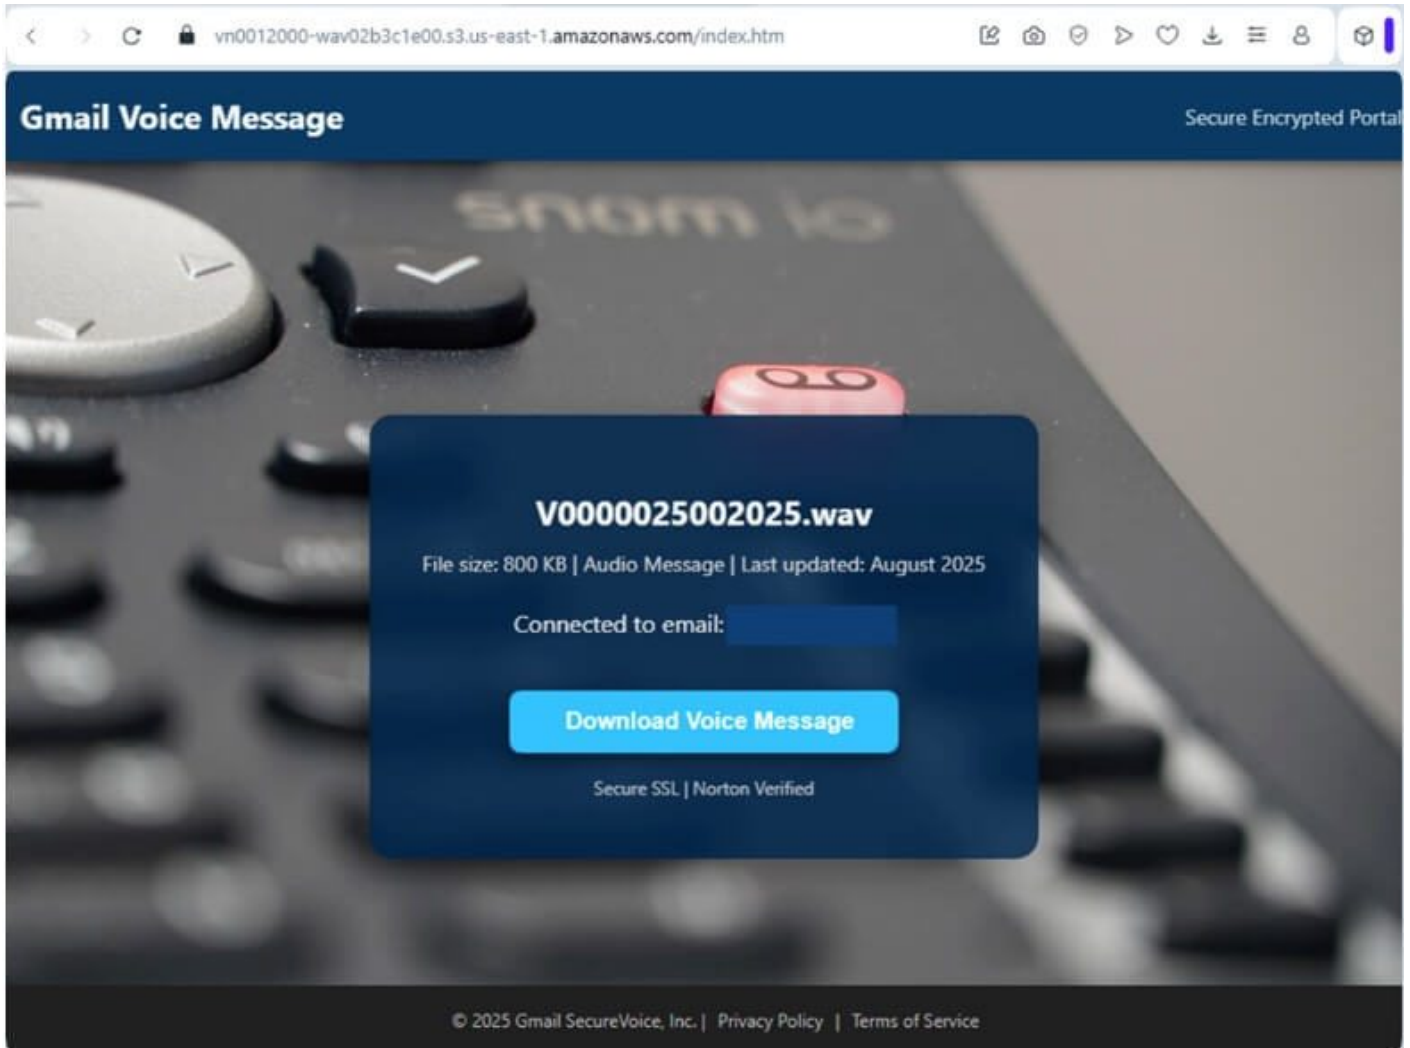 vn0012000-wav02b3c1e00.s3.us-east-1.amazonaws.com/index.htm
Gmail Voice Message
Secure Encrypted Portal
snom io
V0000025002025.wav
File size: 800 KB | Audio Message | Last updated: August 2025
Connected to email:
Download Voice Message
Secure SSL | Norton Verified
© 2025 Gmail SecureVoice, Inc. | Privacy Policy | Terms of Service